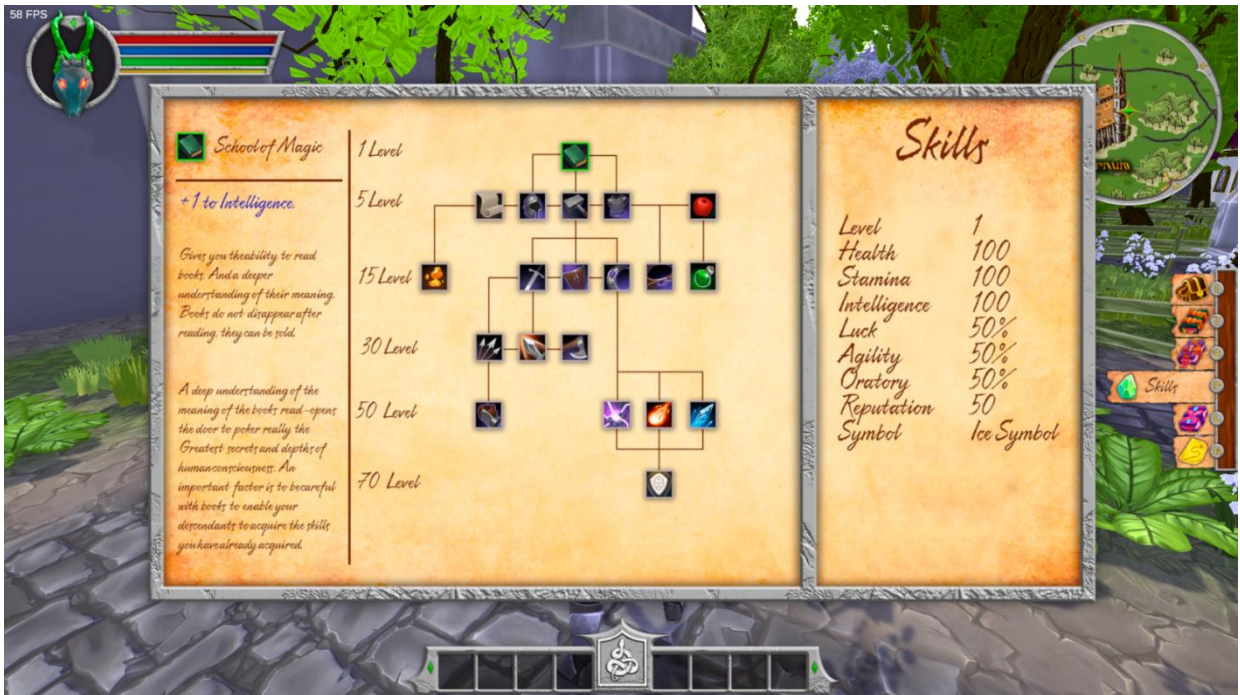 58 FPS
School of Magic
+1 to Intelligence.
Gives you theability to read
books. And a deeper
understanding of their meaning.
Books do not disappear after
reading, they can be sold.
A deep understanding of the
meaning of the books read-opens
the door to poker really the
Greatest secrets and depths of
human consciousness. An
important factor is to becareful
with books to enable your
descendants to acquire the skills
you have already acquired.
1 Level
5 Level
15 Level
30 Level
50 Level
70 Level
Skills
Level 1
Health 100
Stamina 100
Intelligence 100
Luck 50%
Agility 50%
Oratory 50%
Reputation 50
Symbol Ice Symbol
Skills